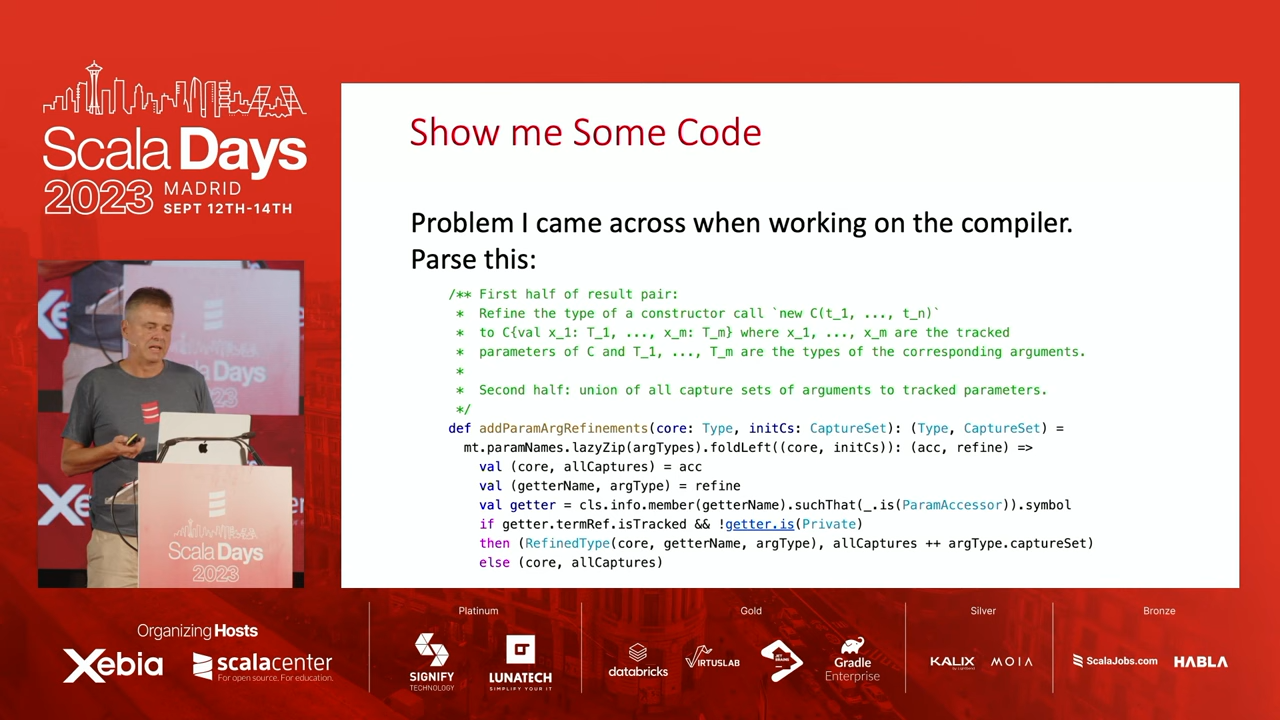 Scala Days
2023 MADRID
SEPT 12TH-14TH
Show me Some Code
Problem I came across when working on the compiler.
Parse this:
/** First half of result pair:
 *  Refine the type of a constructor call `new C(t_1, ..., t_n)`
 *  to C{val x_1: T_1, ..., x_m: T_m} where x_1, ..., x_m are the tracked
 *  parameters of C and T_1, ..., T_m are the types of the corresponding arguments.
 *
 *  Second half: union of all capture sets of arguments to tracked parameters.
 */
def addParamArgRefinements(core: Type, initCs: CaptureSet): (Type, CaptureSet) =
  mt.paramNames.lazyZip(argTypes).foldLeft((core, initCs)): (acc, refine) =>
    val (core, allCaptures) = acc
    val (getterName, argType) = refine
    val getter = cls.info.member(getterName).suchThat(_.is(ParamAccessor)).symbol
    if getter.termRef.isTracked && !getter.is(Private)
    then (RefinedType(core, getterName, argType), allCaptures ++ argType.captureSet)
    else (core, allCaptures)
Scala Days
2023
Organizing Hosts
Xebia
scalacenter
For open source. For education.
Platinum
SIGNIFY
TECHNOLOGY
LUNATECH
SIMPLIFY YOUR IT
Gold
databricks
VIRTUSLAB
JET
BRAINS
Gradle
Enterprise
Silver
KALIX
by Lightbend
MOIA
Bronze
ScalaJobs.com
HABLA